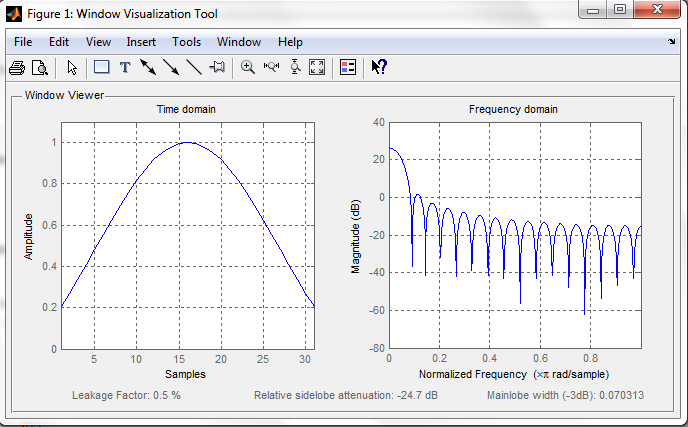 Figure 1: Window Visualization Tool
File Edit View Insert Tools Window Help
Window Viewer
Time domain
Amplitude
1
0.8
0.6
0.4
0.2
0
5 10 15 20 25 30
Samples
Frequency domain
Magnitude (dB)
40
20
0
-20
-40
-60
-80
0 0.2 0.4 0.6 0.8
Normalized Frequency (×π rad/sample)
Leakage Factor: 0.5 % Relative sidelobe attenuation: -24.7 dB Mainlobe width (-3dB): 0.070313